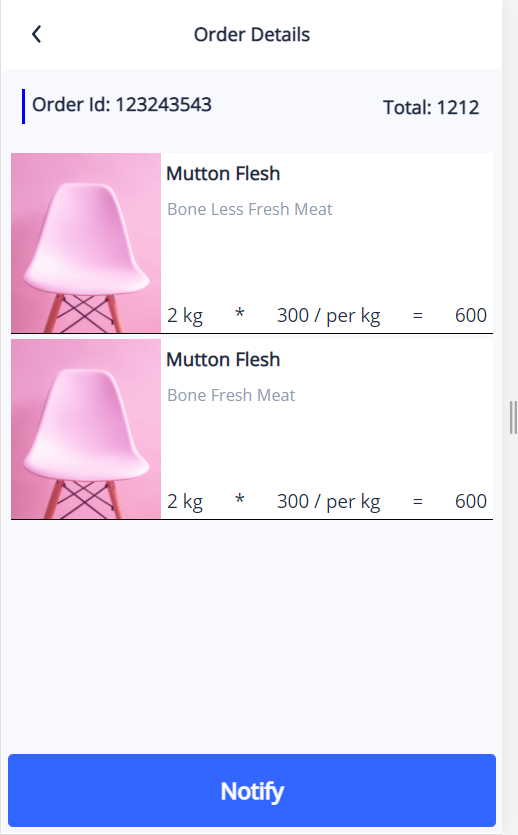 Order Details
Order Id: 123243543
Total: 1212
Mutton Flesh
Bone Less Fresh Meat
2 kg * 300 / per kg = 600
Mutton Flesh
Bone Fresh Meat
2 kg * 300 / per kg = 600
Notify